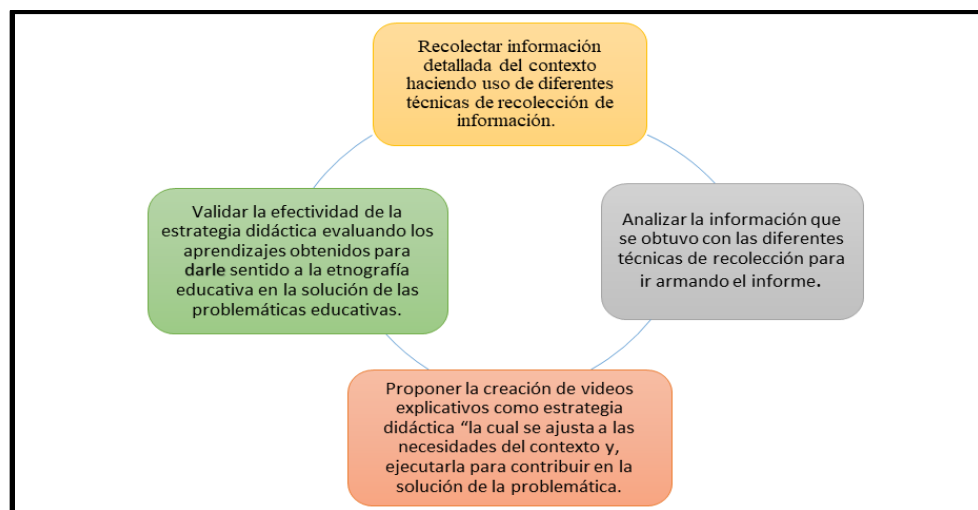 Recolectar información
detallada del contexto
haciendo uso de diferentes
técnicas de recolección de
información.
Analizar la información que
se obtuvo con las diferentes
técnicas de recolección para
ir armando el informe.
Proponer la creación de videos
explicativos como estrategia
didáctica “la cual se ajusta a las
necesidades del contexto y,
ejecutarla para contribuir en la
solución de la problemática.
Validar la efectividad de la
estrategia didáctica evaluando los
aprendizajes obtenidos para
darle sentido a la etnografía
educativa en la solución de las
problemáticas educativas.